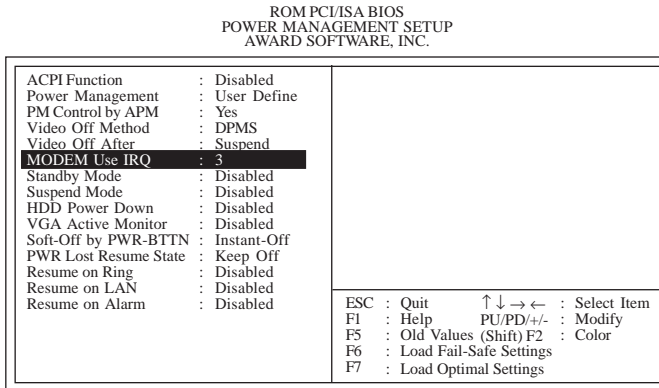 ROM PCI/ISA BIOS
POWER MANAGEMENT SETUP
AWARD SOFTWARE, INC.
ACPI Function : Disabled
Power Management : User Define
PM Control by APM : Yes
Video Off Method : DPMS
Video Off After : Suspend
MODEM Use IRQ : 3
Standby Mode : Disabled
Suspend Mode : Disabled
HDD Power Down : Disabled
VGA Active Monitor : Disabled
Soft-Off by PWR-BTTN : Instant-Off
PWR Lost Resume State : Keep Off
Resume on Ring : Disabled
Resume on LAN : Disabled
Resume on Alarm : Disabled
ESC : Quit ↑ ↓ → ← : Select Item
F1 : Help PU/PD/+/- : Modify
F5 : Old Values (Shift) F2 : Color
F6 : Load Fail-Safe Settings
F7 : Load Optimal Settings